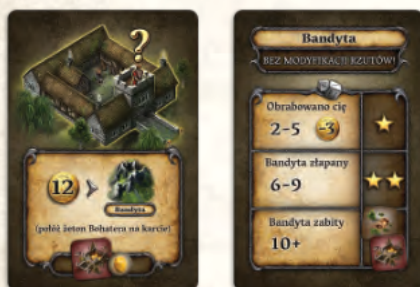 ?
12
Bandyta
(połóż żeton Bohatera na karcie)
Bandyta
BEZ MODYFIKACJI RZUTÓW!
Obrabowano cię
2-5 -3
Bandyta złapany
6-9
Bandyta zabity
10+